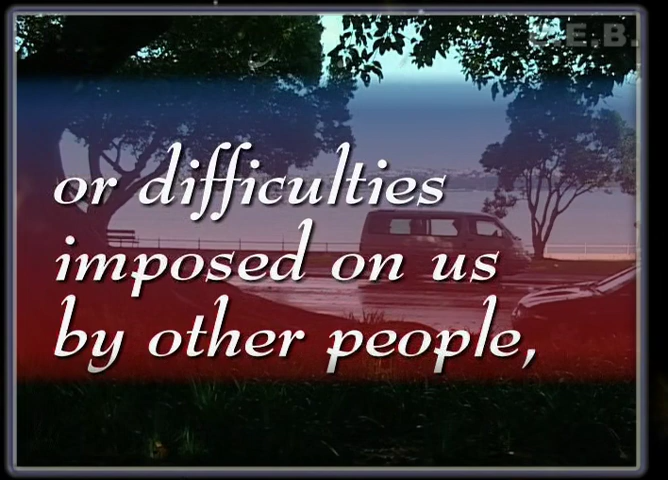 S.E.B.
or difficulties
imposed on us
by other people,